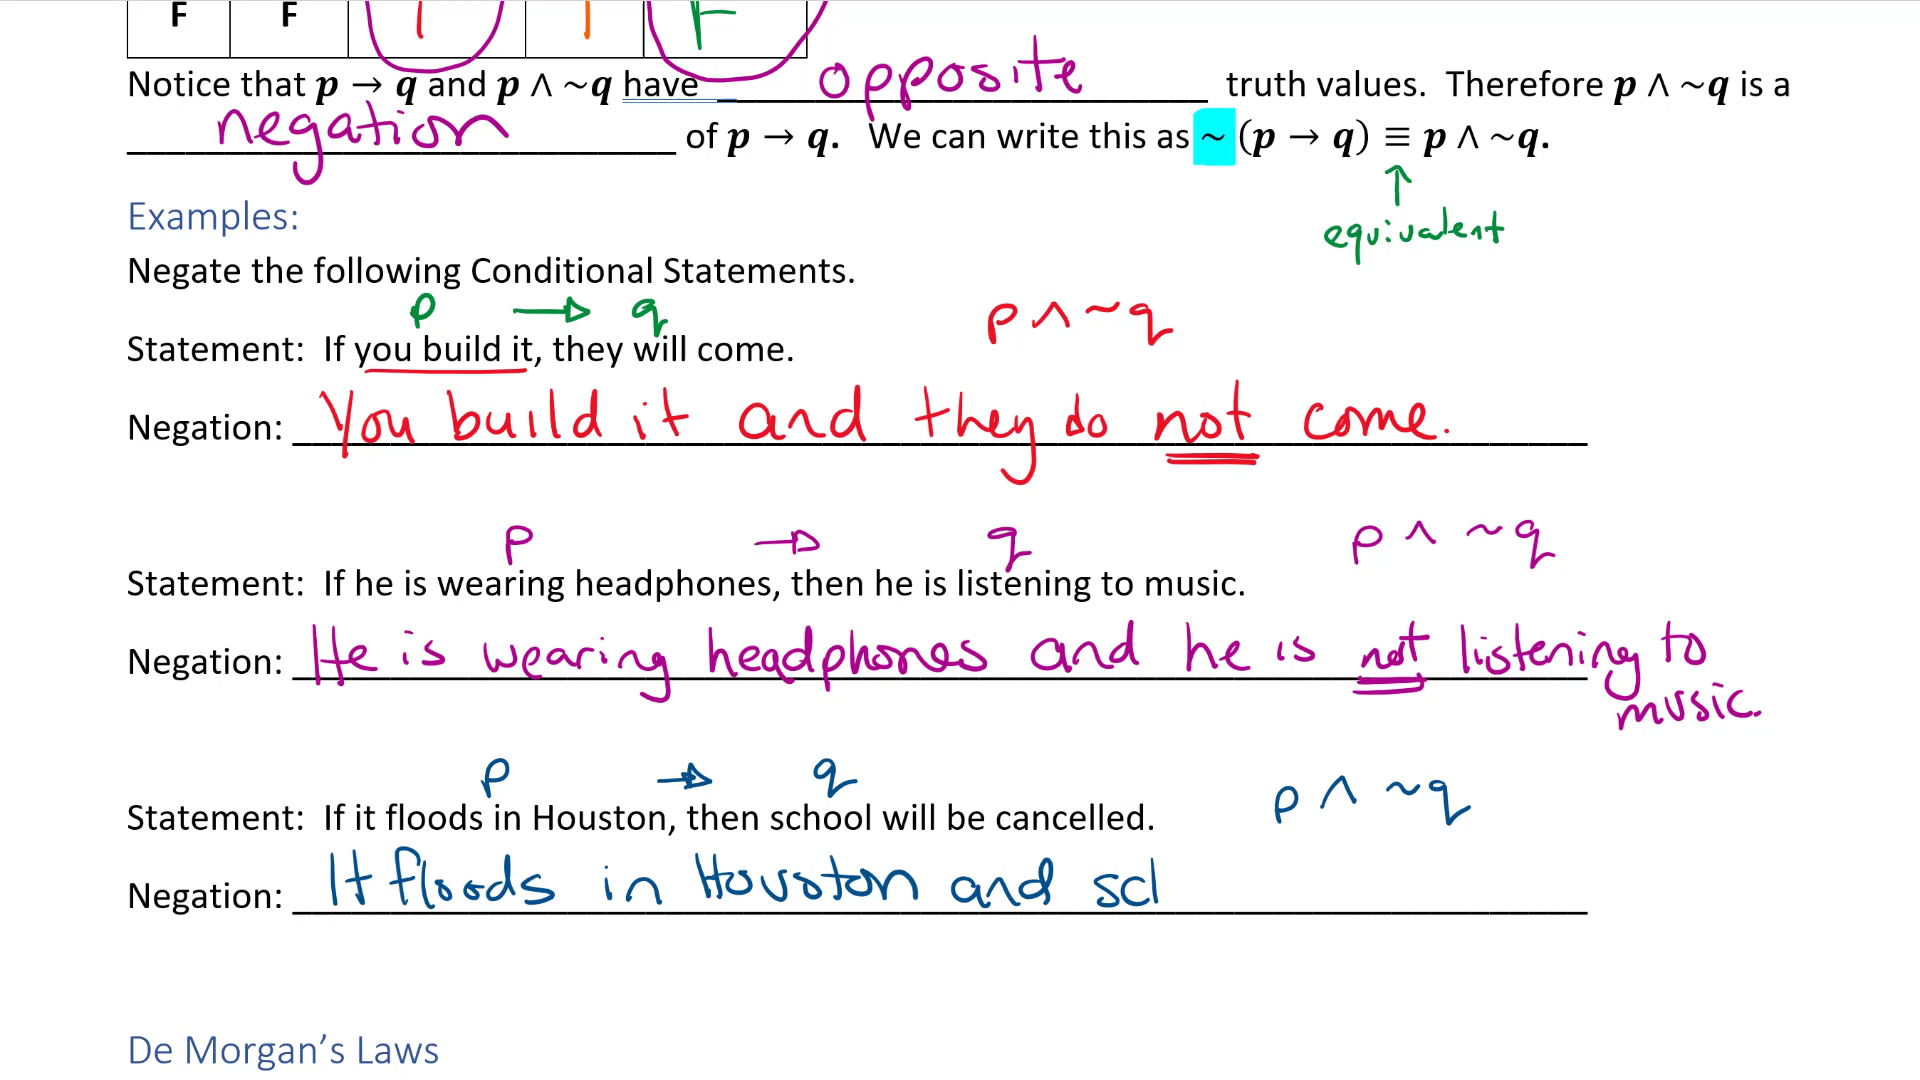 F F T T F
Notice that p → q and p ∧ ~q have opposite truth values. Therefore p ∧ ~q is a
negation of p → q. We can write this as ~ (p → q) ≡ p ∧ ~q.
↑
equivalent
Examples:
Negate the following Conditional Statements.
p → q p ∧ ~q
Statement: If you build it, they will come.
Negation: You build it and they do not come.
p → q p ∧ ~q
Statement: If he is wearing headphones, then he is listening to music.
Negation: He is wearing headphones and he is not listening to
music.
p → q p ∧ ~q
Statement: If it floods in Houston, then school will be cancelled.
Negation: It floods in Houston and scl
De Morgan’s Laws